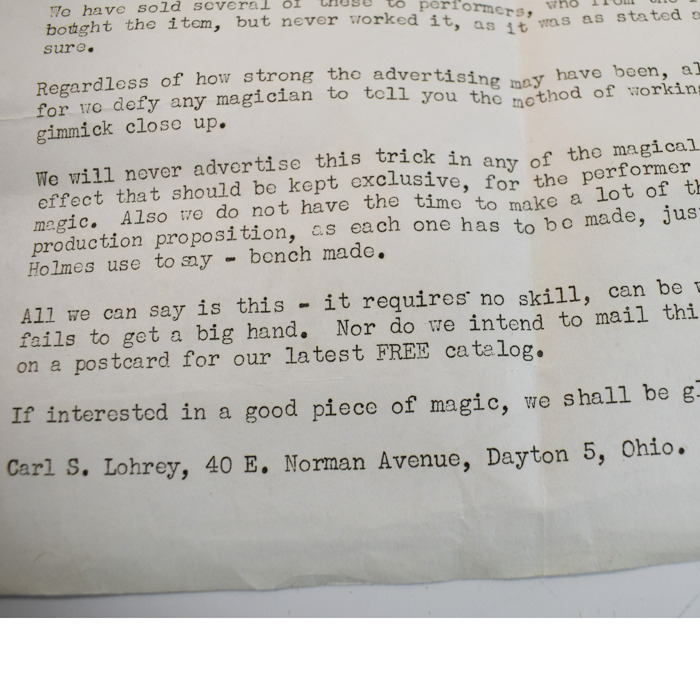 We have sold several of these to performers, who from the
bought the item, but never worked it, as it was as stated
sure.
Regardless of how strong the advertising may have been, al
for we defy any magician to tell you the method of working
gimmick close up.
We will never advertise this trick in any of the magical
effect that should be kept exclusive, for the performer
magic. Also we do not have the time to make a lot of th
production proposition, as each one has to be made, jus
Holmes use to say - bench made.
All we can say is this - it requires no skill, can be w
fails to get a big hand. Nor do we intend to mail thi
on a postcard for our latest FREE catalog.
If interested in a good piece of magic, we shall be gl
Carl S. Lohrey, 40 E. Norman Avenue, Dayton 5, Ohio.